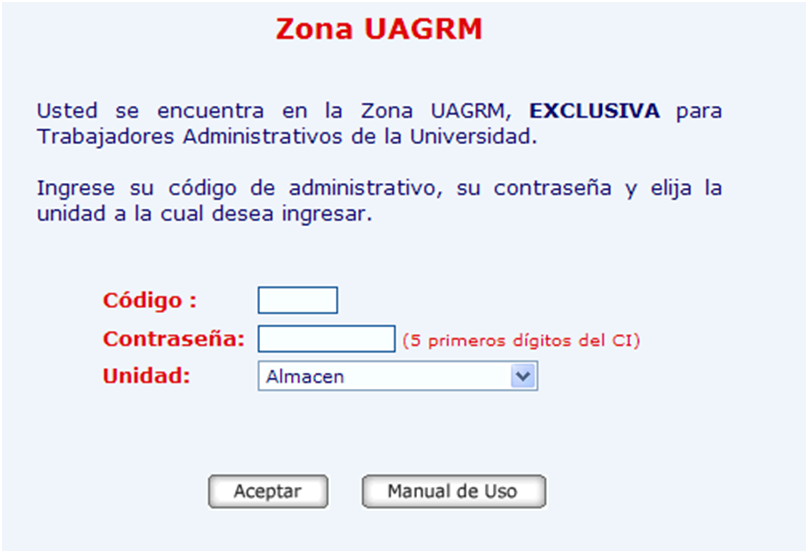 Zona UAGRM
Usted se encuentra en la Zona UAGRM, EXCLUSIVA para
Trabajadores Administrativos de la Universidad.
Ingrese su código de administrativo, su contraseña y elija la
unidad a la cual desea ingresar.
Código :
Contraseña: (5 primeros dígitos del CI)
Unidad: Almacen
Aceptar Manual de Uso